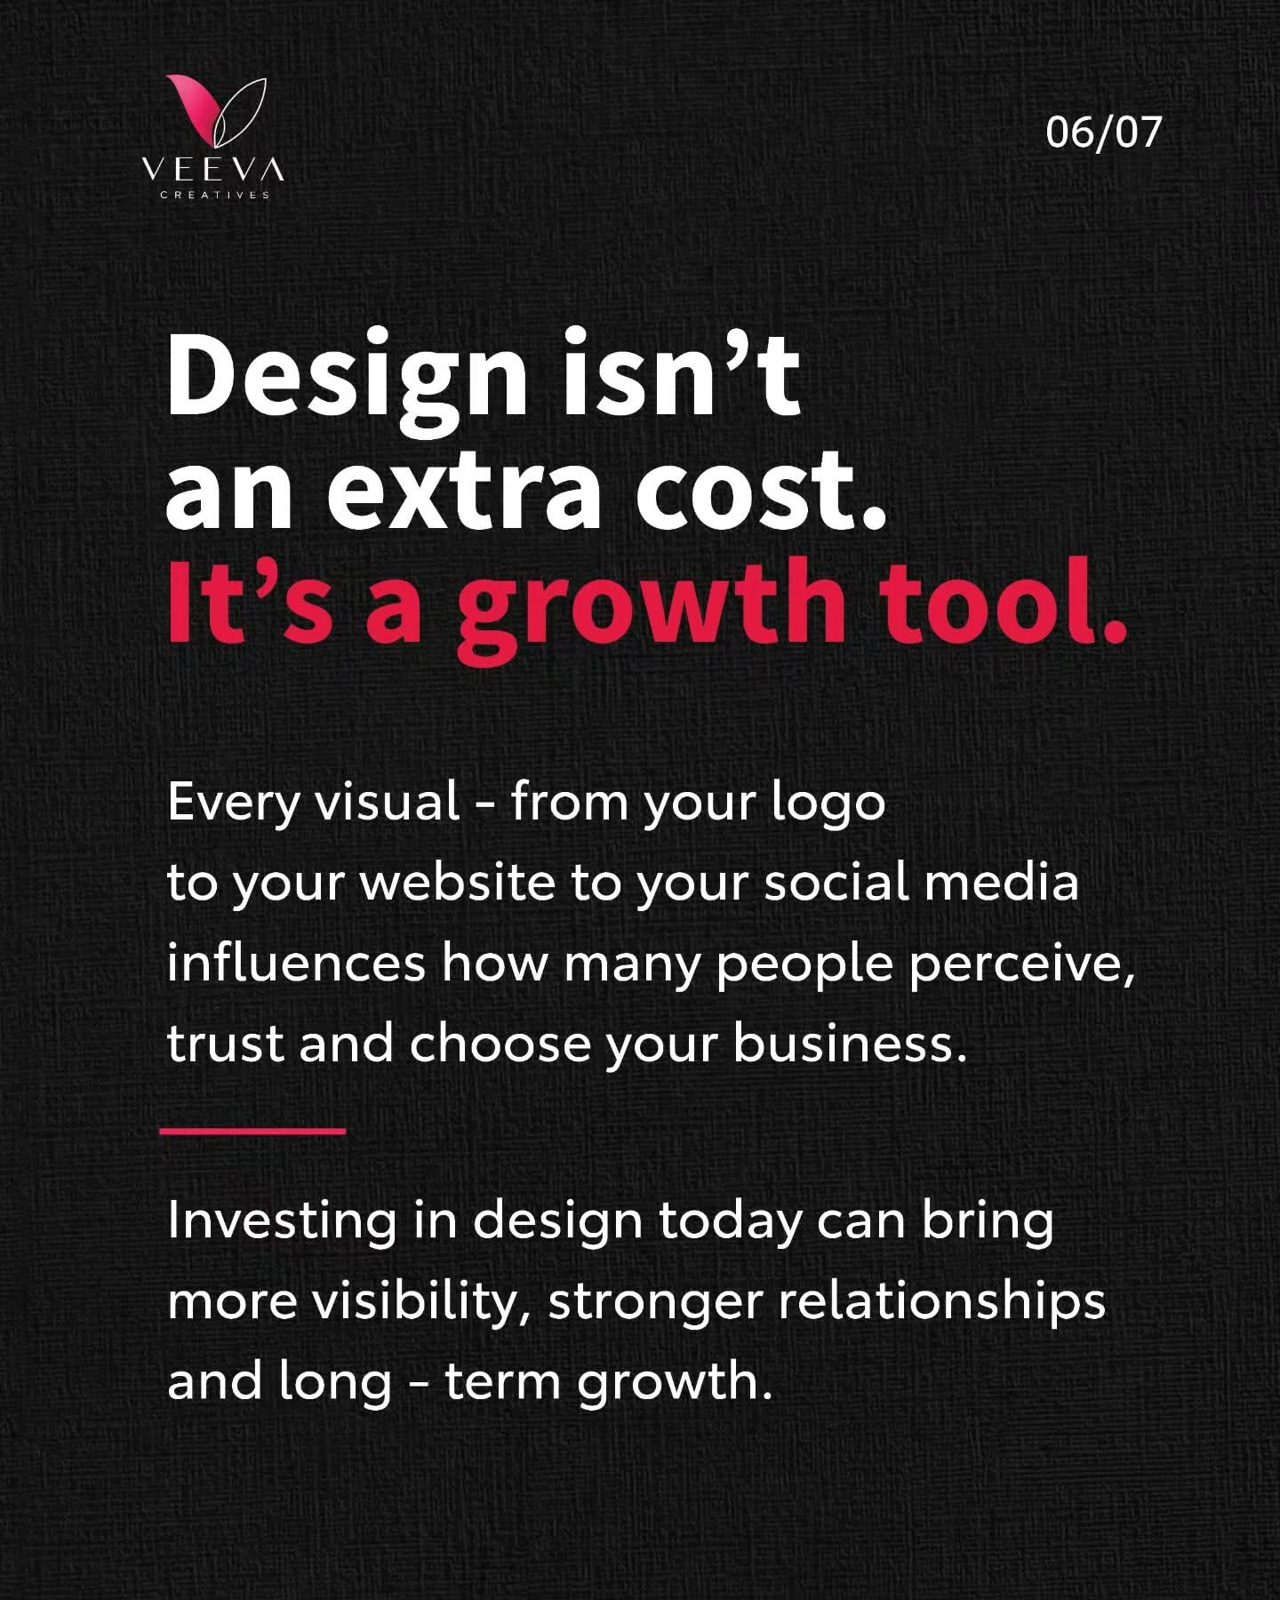 VEEVA
CREATIVES
06/07
Design isn’t
an extra cost.
It’s a growth tool.
Every visual - from your logo
to your website to your social media
influences how many people perceive,
trust and choose your business.
Investing in design today can bring
more visibility, stronger relationships
and long - term growth.